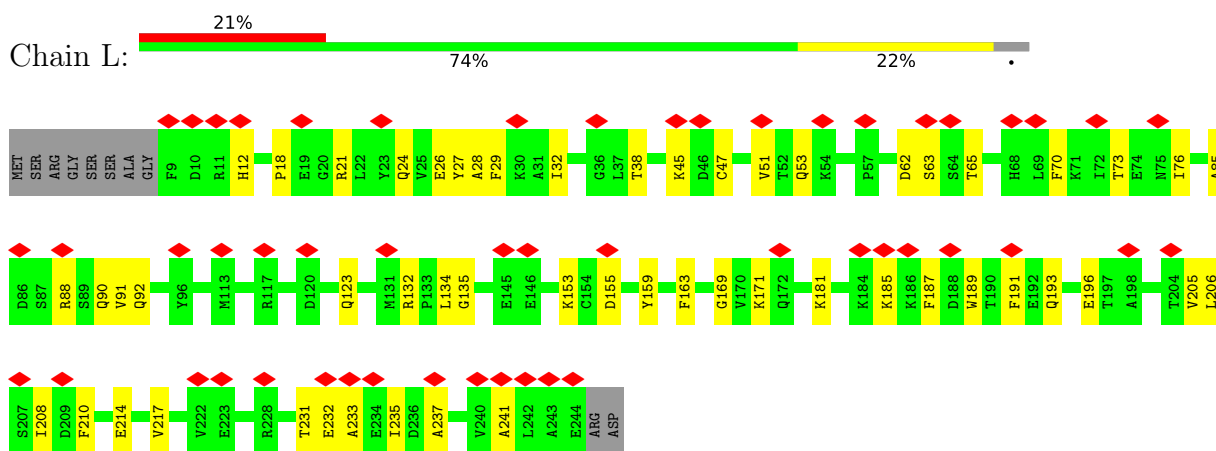 21%
Chain L:
74% 22% •
MET SER ARG GLY SER SER ALA GLY F9 D10 R11 H12 P18 E19 G20 R21 L22 Y23 Q24 V25 E26 Y27 A28 F29 K30 A31 I32 G36 L37 T38 K45 D46 C47 V51 T52 Q53 K54 P57 D62 S63 S64 T65 H68 L69 F70 K71 I72 T73 E74 N75 I76 A85
D86 S87 R88 S89 Q90 V91 Q92 Y96 M113 R117 D120 Q123 M131 R132 P133 L134 G135 E145 E146 K153 C154 D155 Y159 F163 G169 V170 K171 Q172 K181 K184 K185 K186 F187 D188 W189 T190 F191 E192 Q193 E196 T197 A198 T204 V205 L206
S207 I208 D209 F210 E214 V217 V222 E223 R228 T231 E232 A233 E234 I235 D236 A237 V240 A241 L242 A243 E244 ARG ASP